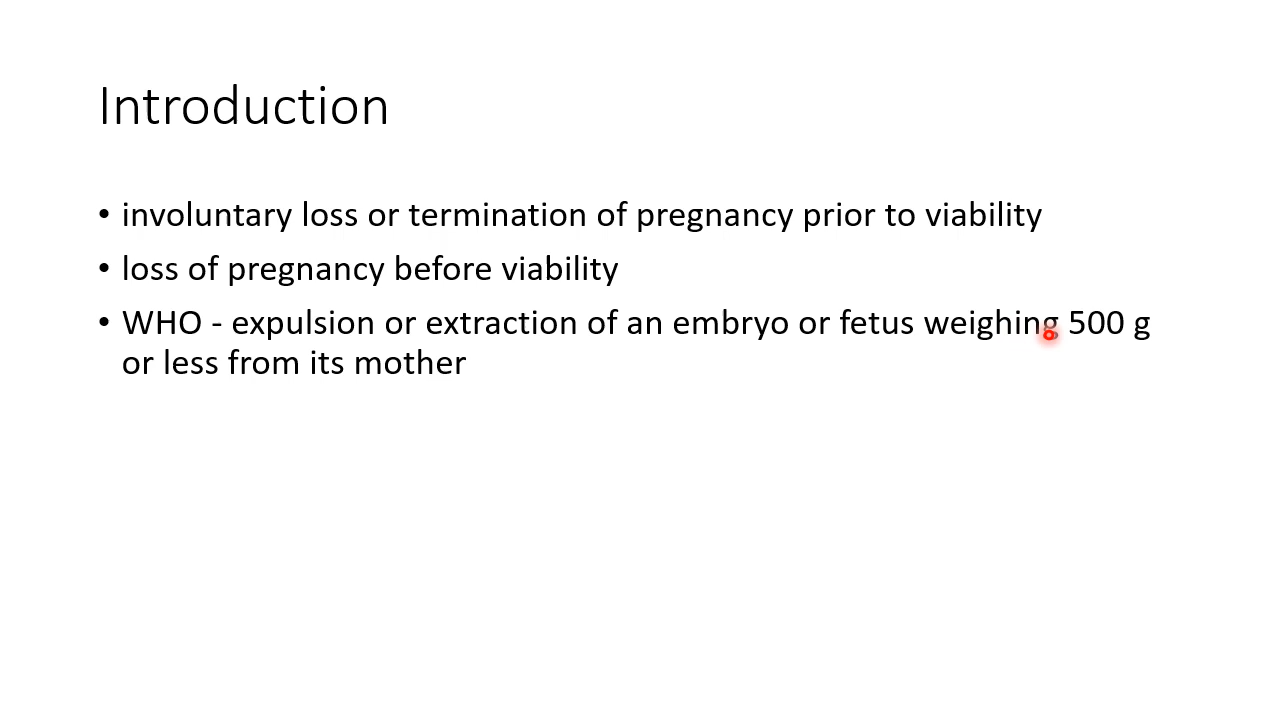 Introduction
• involuntary loss or termination of pregnancy prior to viability
• loss of pregnancy before viability
• WHO - expulsion or extraction of an embryo or fetus weighing 500 g
or less from its mother